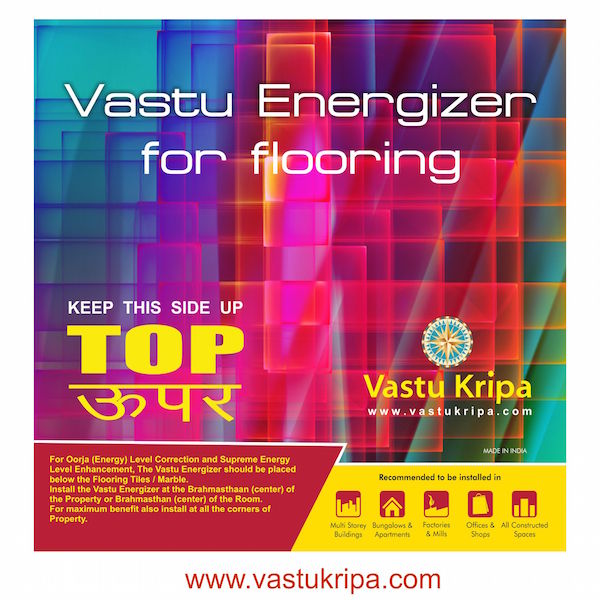 Vastu Energizer
for flooring
KEEP THIS SIDE UP
TOP
ऊपर
Vastu Kripa
www.vastukripa.com
MADE IN INDIA
For Oorja (Energy) Level Correction and Supreme Energy
Level Enhancement, The Vastu Energizer should be placed
below the Flooring Tiles / Marble.
Install the Vastu Energizer at the Brahmasthaan (center) of
the Property or Brahmasthan (center) of the Room.
For maximum benefit also install at all the corners of
Property.
Recommended to be installed in
Multi Storey
Buildings
Bungalows &
Apartments
Factories
& Mills
Offices &
Shops
All Constructed
Spaces
www.vastukripa.com